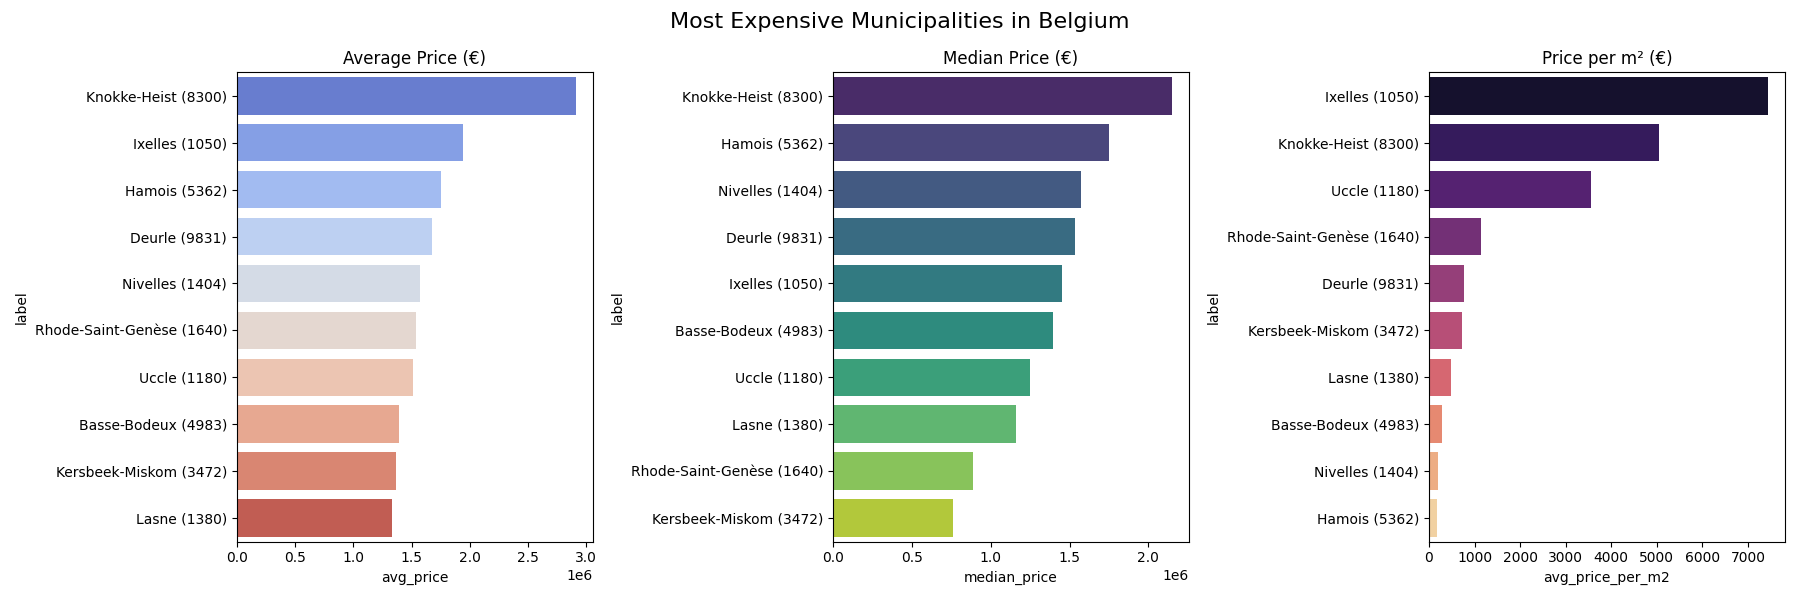 Most Expensive Municipalities in Belgium
Average Price (€)
label
Knokke-Heist (8300)
Ixelles (1050)
Hamois (5362)
Deurle (9831)
Nivelles (1404)
Rhode-Saint-Genèse (1640)
Uccle (1180)
Basse-Bodeux (4983)
Kersbeek-Miskom (3472)
Lasne (1380)
0.0 0.5 1.0 1.5 2.0 2.5 3.0
1e6
avg_price
Median Price (€)
label
Knokke-Heist (8300)
Hamois (5362)
Nivelles (1404)
Deurle (9831)
Ixelles (1050)
Basse-Bodeux (4983)
Uccle (1180)
Lasne (1380)
Rhode-Saint-Genèse (1640)
Kersbeek-Miskom (3472)
0.0 0.5 1.0 1.5 2.0
1e6
median_price
Price per m² (€)
label
Ixelles (1050)
Knokke-Heist (8300)
Uccle (1180)
Rhode-Saint-Genèse (1640)
Deurle (9831)
Kersbeek-Miskom (3472)
Lasne (1380)
Basse-Bodeux (4983)
Nivelles (1404)
Hamois (5362)
0 1000 2000 3000 4000 5000 6000 7000
avg_price_per_m2